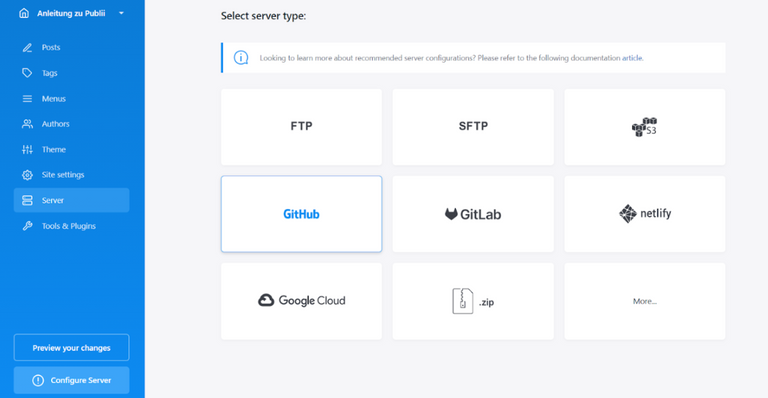 Anleitung zu Publii
Posts
Tags
Menus
Authors
Theme
Site settings
Server
Tools & Plugins
Preview your changes
Configure Server
Select server type:
Looking to learn more about recommended server configurations? Please refer to the following documentation article.
FTP
SFTP
S3
GitHub
GitLab
netlify
Google Cloud
.zip
More...